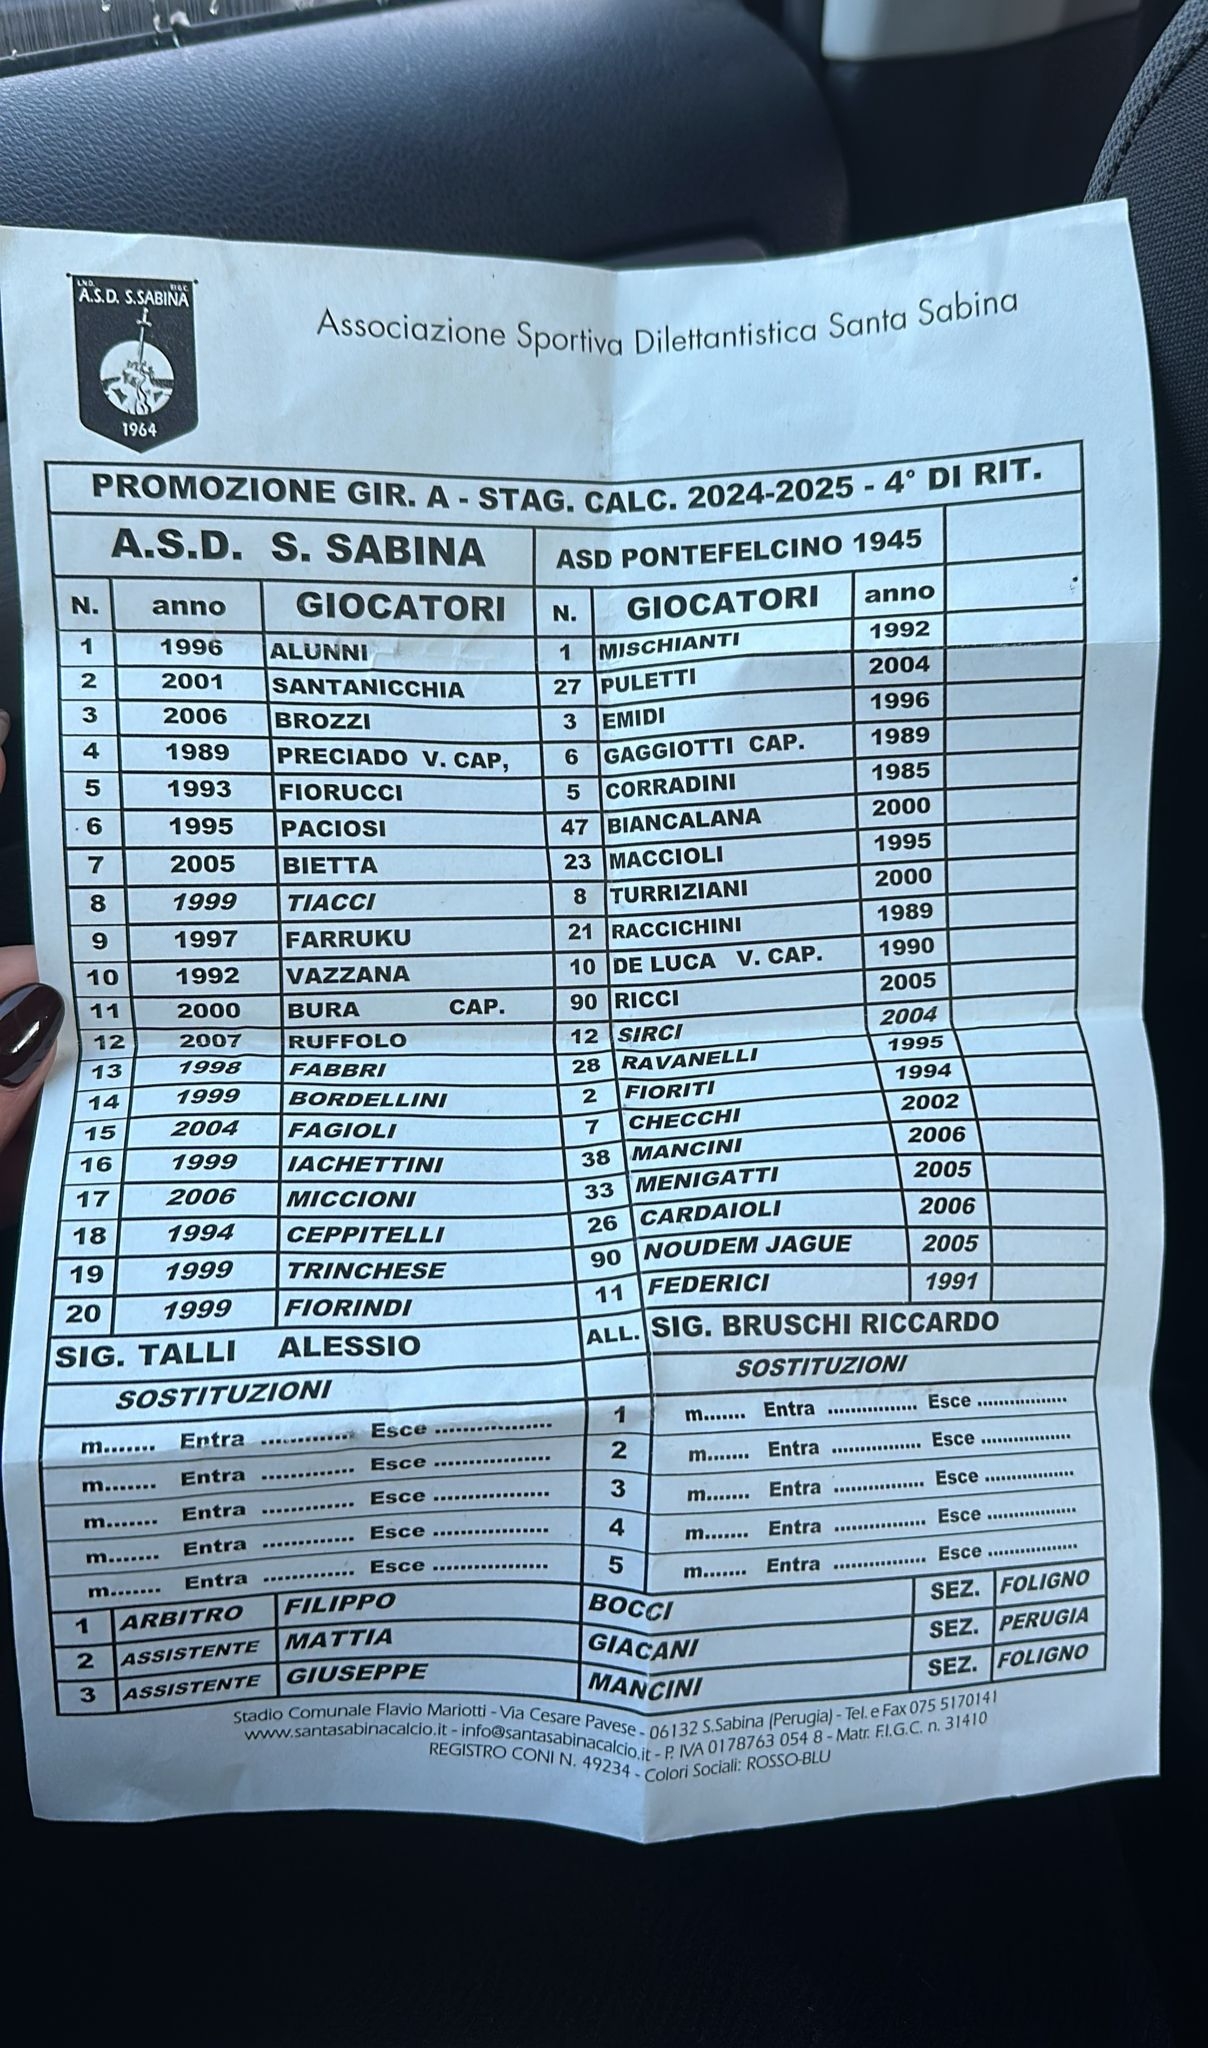 L.N.D. F.I.G.C.
A.S.D. S.SABINA
1964
Associazione Sportiva Dilettantistica Santa Sabina
PROMOZIONE GIR. A - STAG. CALC. 2024-2025 - 4° DI RIT.
A.S.D. S. SABINA ASD PONTEFELCINO 1945
N. anno GIOCATORI N. GIOCATORI anno
1 1996 ALUNNI 1 MISCHIANTI 1992
2 2001 SANTANICCHIA 27 PULETTI 2004
3 2006 BROZZI 3 EMIDI 1996
4 1989 PRECIADO V. CAP, 6 GAGGIOTTI CAP. 1989
5 1993 FIORUCCI 5 CORRADINI 1985
6 1995 PACIOSI 47 BIANCALANA 2000
7 2005 BIETTA 23 MACCIOLI 1995
8 1999 TIACCI 8 TURRIZIANI 2000
9 1997 FARRUKU 21 RACCICHINI 1989
10 1992 VAZZANA 10 DE LUCA V. CAP. 1990
11 2000 BURA CAP. 90 RICCI 2005
12 2007 RUFFOLO 12 SIRCI 2004
13 1998 FABBRI 28 RAVANELLI 1995
14 1999 BORDELLINI 2 FIORITI 1994
15 2004 FAGIOLI 7 CHECCHI 2002
16 1999 IACHETTINI 38 MANCINI 2006
17 2006 MICCIONI 33 MENIGATTI 2005
18 1994 CEPPITELLI 26 CARDAIOLI 2006
19 1999 TRINCHESE 90 NOUDEM JAGUE 2005
20 1999 FIORINDI 11 FEDERICI 1991
SIG. TALLI ALESSIO ALL. SIG. BRUSCHI RICCARDO
SOSTITUZIONI SOSTITUZIONI
m....... Entra ............. Esce ................ 1 m....... Entra ................ Esce ................
m....... Entra ............. Esce ................ 2 m....... Entra ................ Esce ................
m....... Entra ............. Esce ................ 3 m....... Entra ................ Esce ................
m....... Entra ............. Esce ................ 4 m....... Entra ................ Esce ................
m....... Entra ............. Esce ................ 5 m....... Entra ................ Esce ................
1 ARBITRO FILIPPO BOCCI SEZ. FOLIGNO
2 ASSISTENTE MATTIA GIACANI SEZ. PERUGIA
3 ASSISTENTE GIUSEPPE MANCINI SEZ. FOLIGNO
Stadio Comunale Flavio Mariotti - Via Cesare Pavese - 06132 S.Sabina (Perugia) - Tel. e Fax 075 5170141
www.santasabinacalcio.it - info@santasabinacalcio.it - P. IVA 0178763 054 8 - Matr. F.I.G.C. n. 31410
REGISTRO CONI N. 49234 - Colori Sociali: ROSSO-BLU